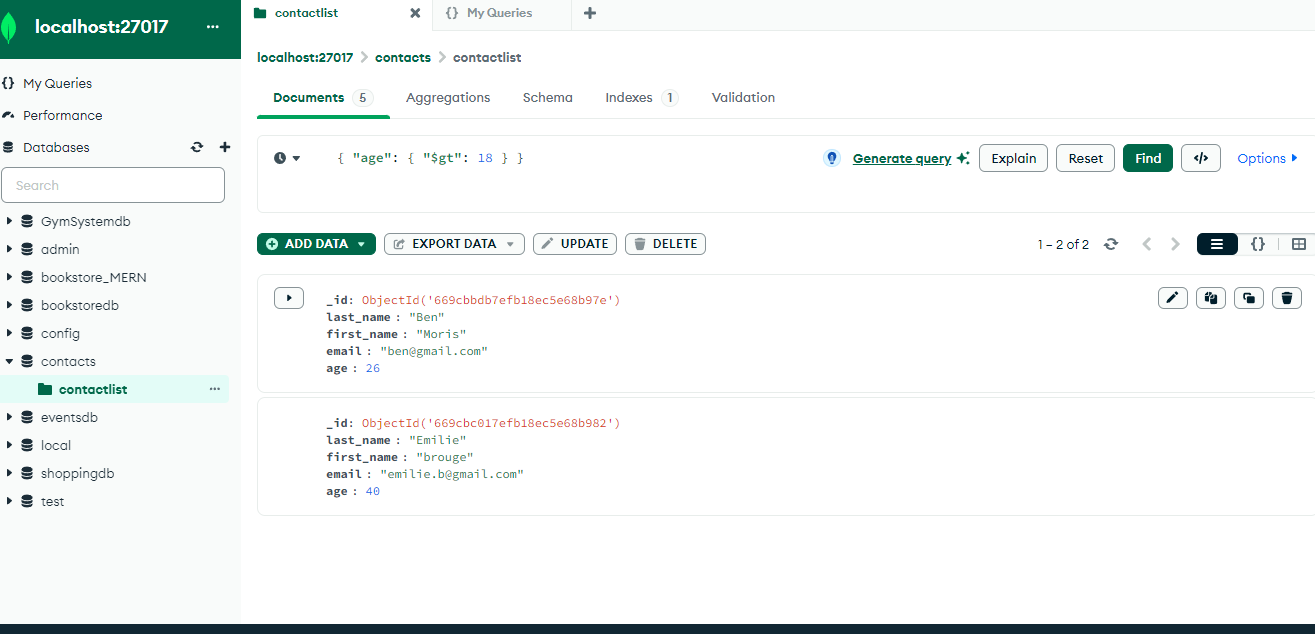 localhost:27017 ...
contactlist
{} My Queries
localhost:27017 > contacts > contactlist
{} My Queries
Performance
Databases
Search
GymSystemdb
admin
bookstore_MERN
bookstoredb
config
contacts
contactlist ...
eventsdb
local
shoppingdb
test
Documents 5 Aggregations Schema Indexes 1 Validation
{ "age": { "$gt": 18 } }
Generate query Explain Reset Find </> Options
ADD DATA EXPORT DATA UPDATE DELETE 1 – 2 of 2 {}
_id: ObjectId('669cbbdb7efb18ec5e68b97e')
last_name : "Ben"
first_name : "Moris"
email : "ben@gmail.com"
age : 26
_id: ObjectId('669cbc017efb18ec5e68b982')
last_name : "Emilie"
first_name : "brouge"
email : "emilie.b@gmail.com"
age : 40